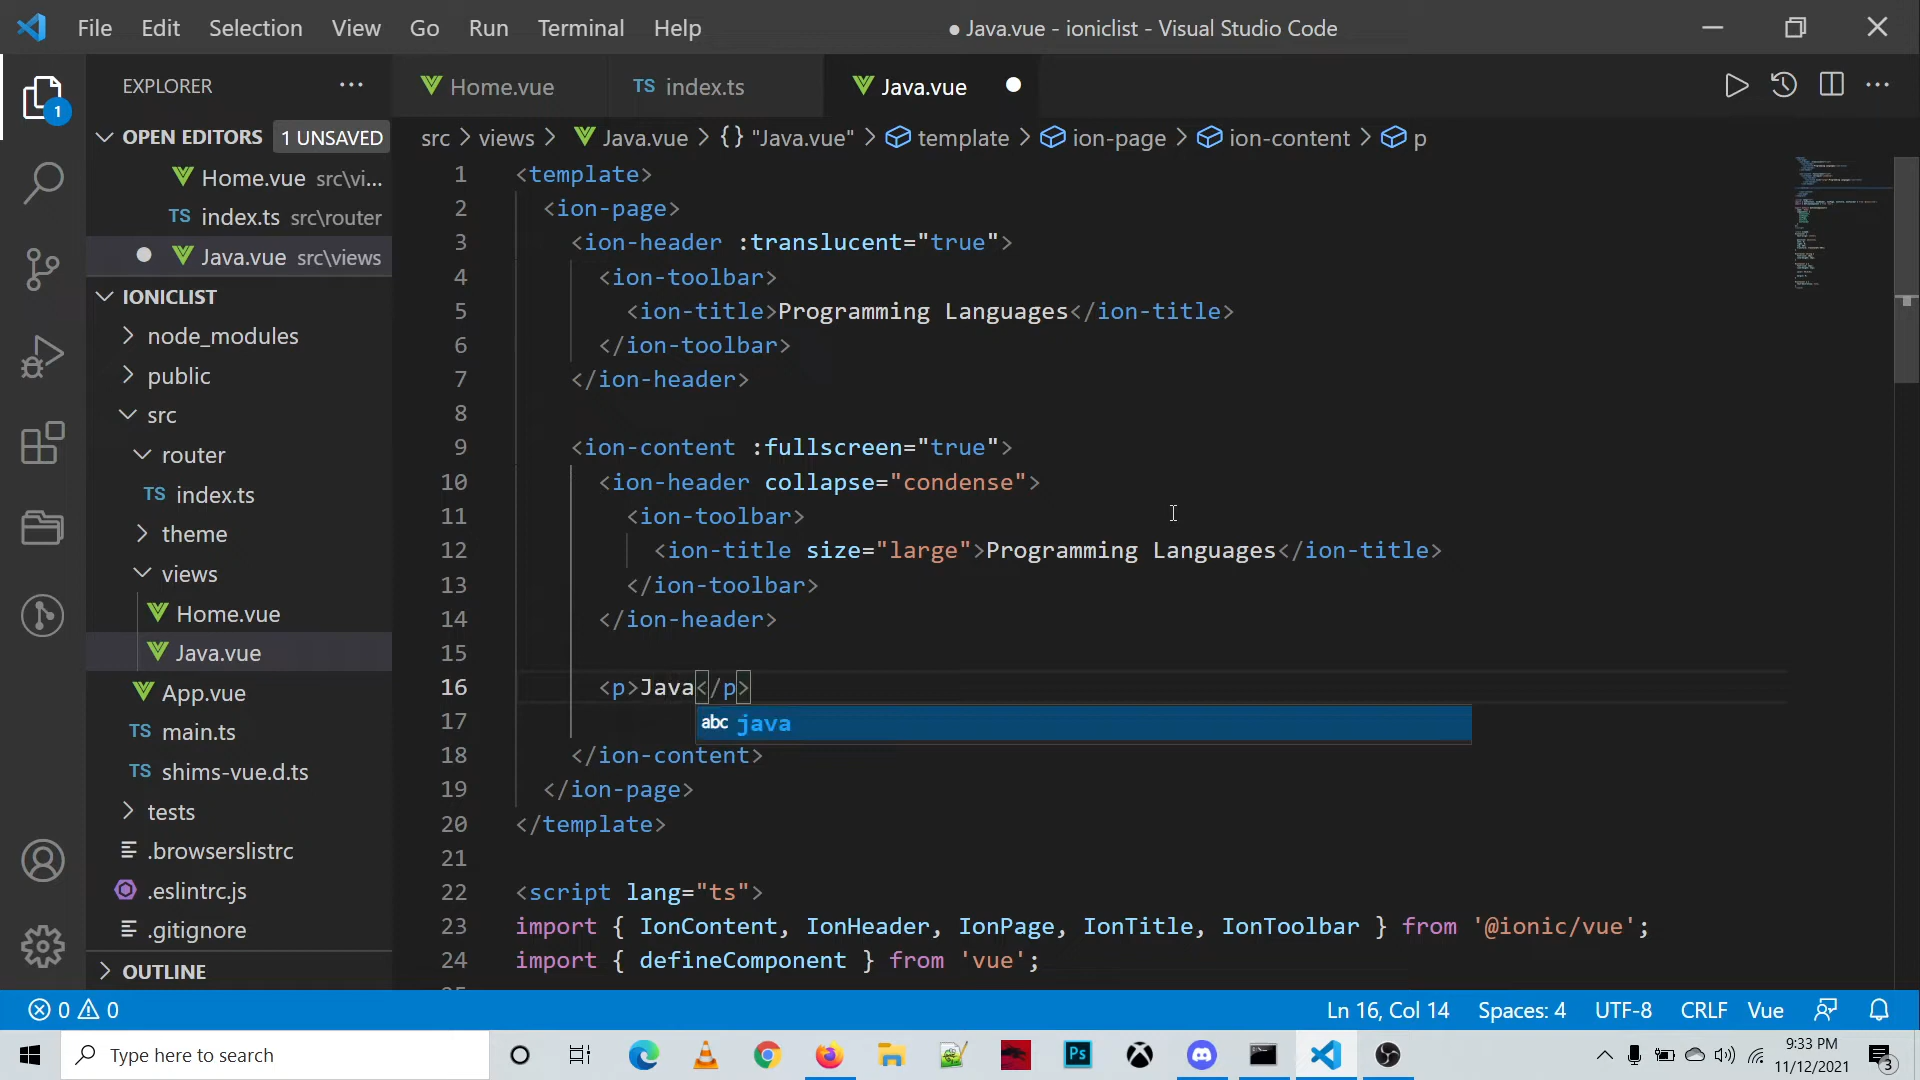 File Edit Selection View Go Run Terminal Help
● Java.vue - ioniclist - Visual Studio Code
EXPLORER
Home.vue
TS index.ts
Java.vue
1
OPEN EDITORS 1 UNSAVED
Home.vue src\vi...
TS index.ts src\router
Java.vue src\views
IONICLIST
node_modules
public
src
router
TS index.ts
theme
views
Home.vue
Java.vue
App.vue
TS main.ts
TS shims-vue.d.ts
tests
.browserslistrc
.eslintrc.js
.gitignore
OUTLINE
src > views > Java.vue > {} "Java.vue" > template > ion-page > ion-content > p
1 <template>
2 <ion-page>
3 <ion-header :translucent="true">
4 <ion-toolbar>
5 <ion-title>Programming Languages</ion-title>
6 </ion-toolbar>
7 </ion-header>
8
9 <ion-content :fullscreen="true">
10 <ion-header collapse="condense">
11 <ion-toolbar>
12 <ion-title size="large">Programming Languages</ion-title>
13 </ion-toolbar>
14 </ion-header>
15
16 <p>Java</p>
abc java
17
18 </ion-content>
19 </ion-page>
20 </template>
21
22 <script lang="ts">
23 import { IonContent, IonHeader, IonPage, IonTitle, IonToolbar } from '@ionic/vue';
24 import { defineComponent } from 'vue';
0 0
Ln 16, Col 14 Spaces: 4 UTF-8 CRLF Vue
Type here to search
Ps
9:33 PM
11/12/2021
3